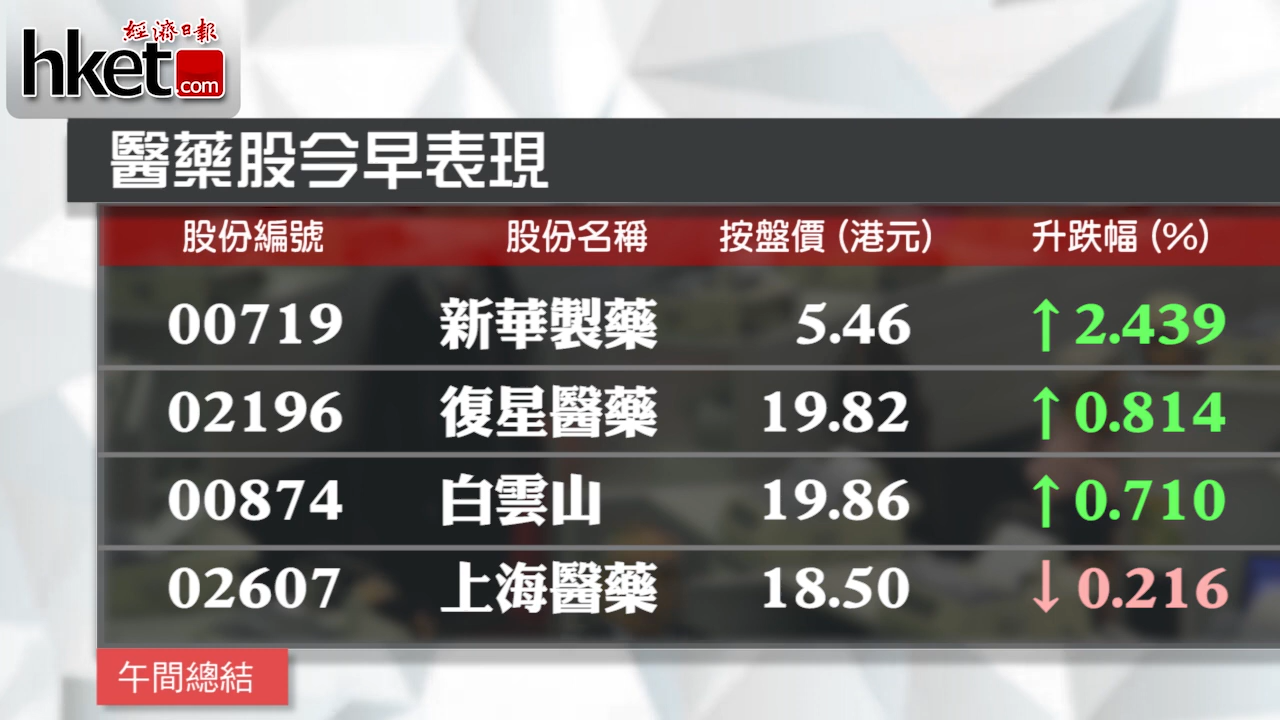 經濟日報
hket.com
醫藥股今早表現
股份編號 股份名稱 按盤價(港元) 升跌幅(%)
00719 新華製藥 5.46 ↑2.439
02196 復星醫藥 19.82 ↑0.814
00874 白雲山 19.86 ↑0.710
02607 上海醫藥 18.50 ↓0.216
午間總結